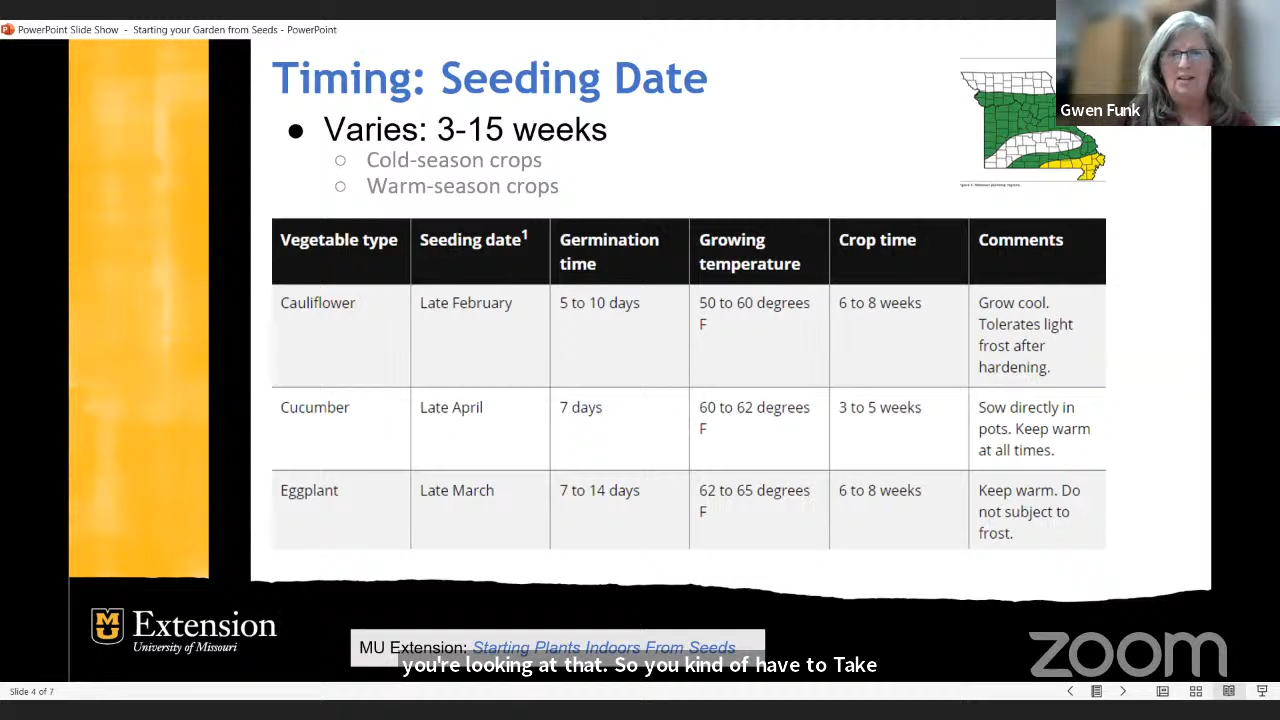 PowerPoint Slide Show - Starting your Garden from Seeds - PowerPoint
Gwen Funk
Timing: Seeding Date
● Varies: 3-15 weeks
○ Cold-season crops
○ Warm-season crops
Vegetable type
Seeding date1
Germination
time
Growing
temperature
Crop time
Comments
Cauliflower
Late February
5 to 10 days
50 to 60 degrees
F
6 to 8 weeks
Grow cool.
Tolerates light
frost after
hardening.
Cucumber
Late April
7 days
60 to 62 degrees
F
3 to 5 weeks
Sow directly in
pots. Keep warm
at all times.
Eggplant
Late March
7 to 14 days
62 to 65 degrees
F
6 to 8 weeks
Keep warm. Do
not subject to
frost.
MU Extension
University of Missouri
MU Extension: Starting Plants Indoors From Seeds
you're looking at that. So you kind of have to Take
zoom
Slide 4 of 7